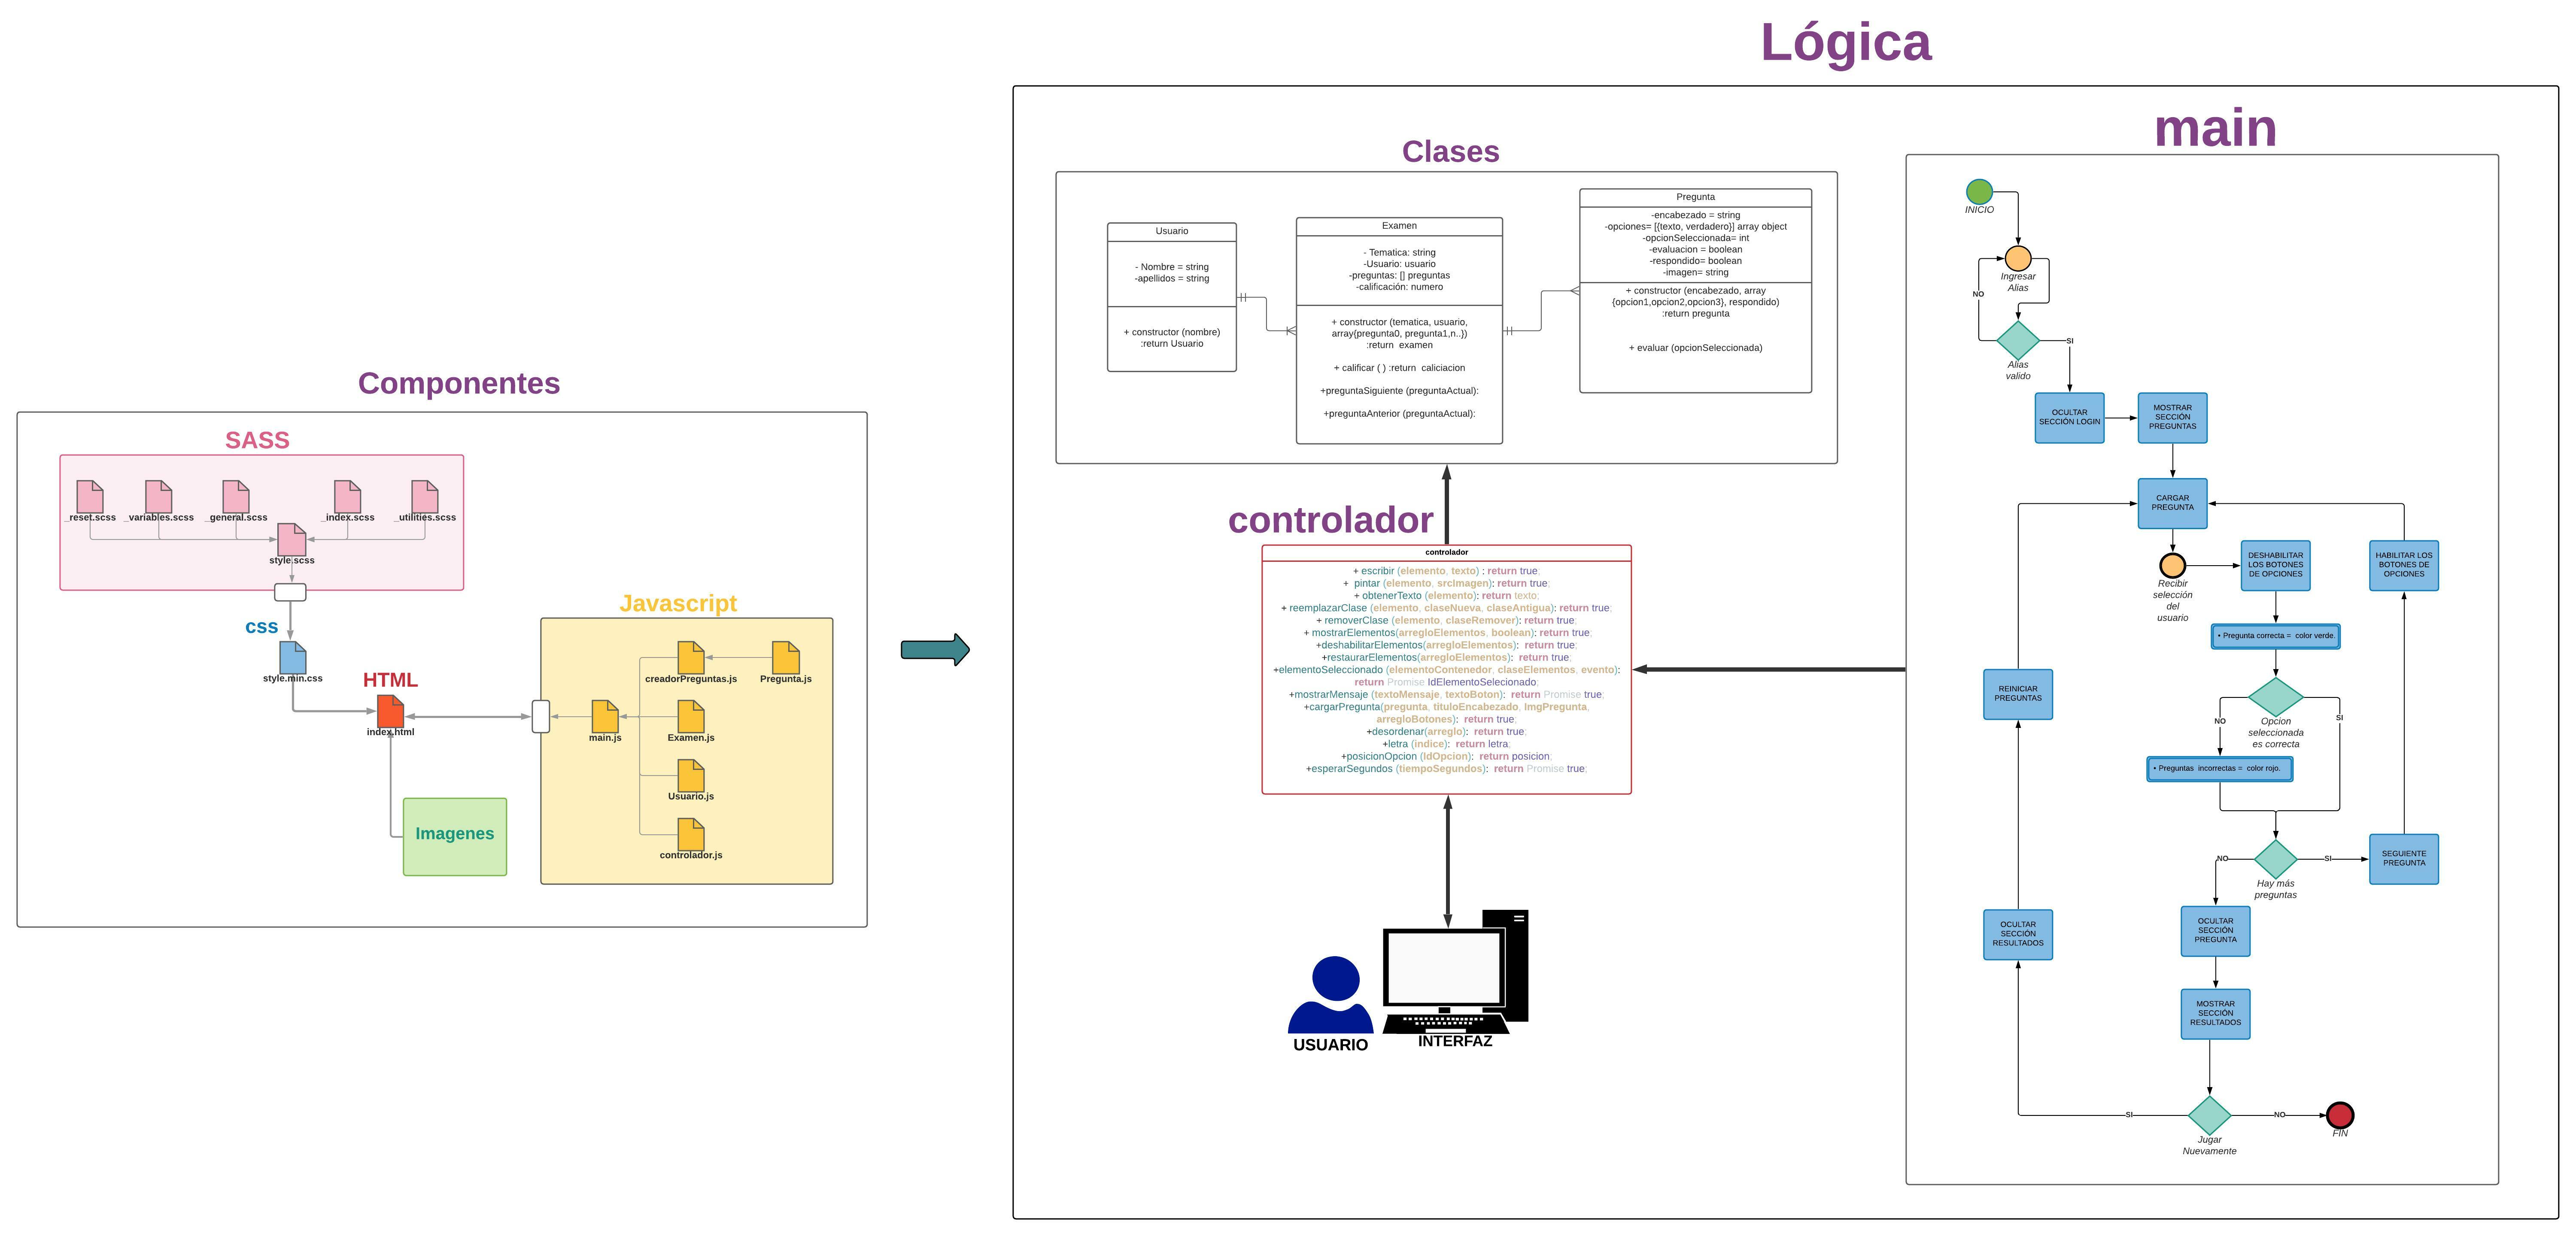 Lógica
main
Clases
Usuario
- Nombre = string
-apellidos = string
+ constructor (nombre)
:return Usuario
Examen
- Tematica: string
-Usuario: usuario
-preguntas: [] preguntas
-calificación: numero
+ constructor (tematica, usuario,
array{pregunta0, pregunta1,n..})
:return  examen
+ calificar ( ) :return  caliciacion
+preguntaSiguiente (preguntaActual):
+preguntaAnterior (preguntaActual):
Pregunta
-encabezado = string
-opciones= [{texto, verdadero}] array object
-opcionSeleccionada= int
-evaluacion = boolean
-respondido= boolean
-imagen= string
+ constructor (encabezado, array
{opcion1,opcion2,opcion3}, respondido)
:return pregunta
+ evaluar (opcionSeleccionada)
controlador
controlador
+ escribir (elemento, texto) : return true;
+  pintar (elemento, srcImagen): return true;
+ obtenerTexto (elemento): return texto;
+ reemplazarClase (elemento, claseNueva, claseAntigua): return true;
+ removerClase (elemento, claseRemover): return true;
+ mostrarElementos(arregloElementos, boolean): return true;
+deshabilitarElementos(arregloElementos):  return true;
+restaurarElementos(arregloElementos):  return true;
+elementoSeleccionado (elementoContenedor, claseElementos, evento):
return Promise IdElementoSelecionado;
+mostrarMensaje (textoMensaje, textoBoton):  return Promise true;
+cargarPregunta(pregunta, tituloEncabezado, ImgPregunta,
arregloBotones):  return true;
+desordenar(arreglo):  return true;
+letra (indice):  return letra;
+posicionOpcion (IdOpcion):  return posicion;
+esperarSegundos (tiempoSegundos):  return Promise true;
USUARIO
INTERFAZ
Componentes
SASS
_reset.scss
_variables.scss
_general.scss
_index.scss
_utilities.scss
style.scss
css
style.min.css
HTML
index.html
Imagenes
Javascript
creadorPreguntas.js
Pregunta.js
main.js
Examen.js
Usuario.js
controlador.js
INICIO
Ingresar
Alias
NO
Alias
valido
SI
OCULTAR
SECCIÓN LOGIN
MOSTRAR
SECCIÓN
PREGUNTAS
CARGAR
PREGUNTA
Recibir
selección
del
usuario
DESHABILITAR
LOS BOTONES
DE OPCIONES
HABILITAR LOS
BOTONES DE
OPCIONES
• Pregunta correcta =  color verde.
NO
Opcion
seleccionada
es correcta
SI
• Preguntas  incorrectas =  color rojo.
REINICIAR
PREGUNTAS
NO
Hay más
preguntas
SI
SEGUIENTE
PREGUNTA
OCULTAR
SECCIÓN
PREGUNTA
OCULTAR
SECCIÓN
RESULTADOS
MOSTRAR
SECCIÓN
RESULTADOS
SI
Jugar
Nuevamente
NO
FIN